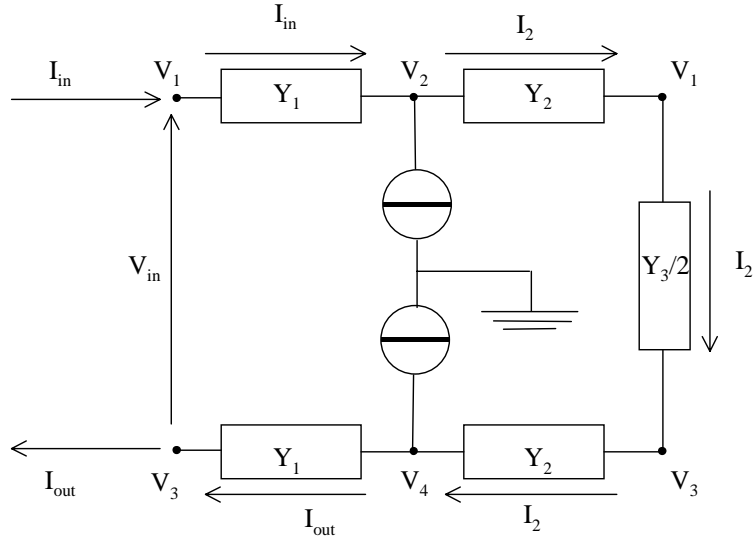 I_in I_2
I_in V_1 V_2 V_1
Y_1 Y_2
V_in Y_3/2 I_2
Y_1 Y_2
I_out V_3 V_4 V_3
I_out I_2